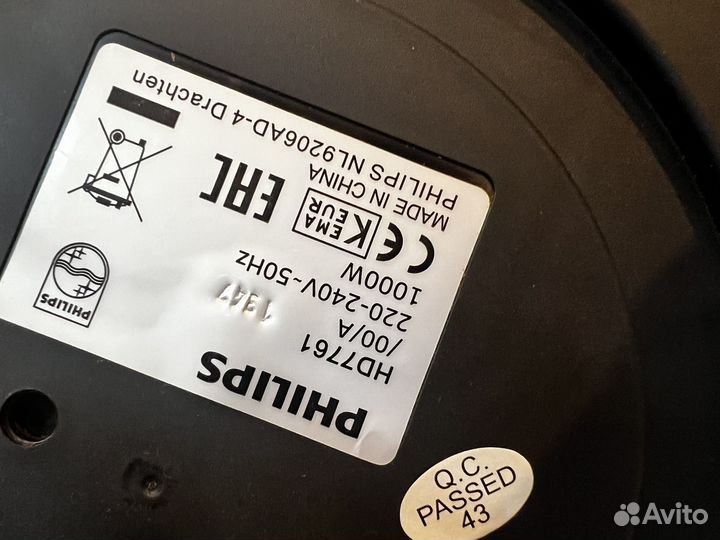 PHILIPS
HD7761
/00/A
220-240V~50Hz
1000W
1347
PHILIPS
CE
KEMA
EUR
EAC
MADE IN CHINA
PHILIPS NL9206AD-4 Drachten
Q.C.
PASSED
43
Avito